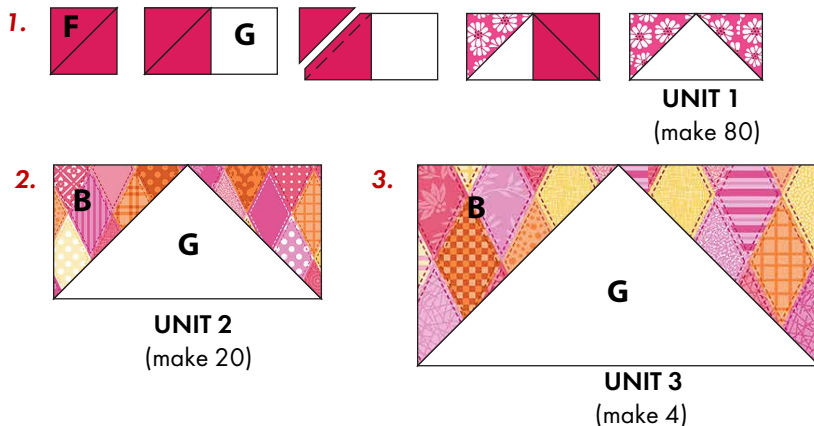 1.
F
G
UNIT 1
(make 80)
2.
B
G
UNIT 2
(make 20)
3.
B
G
UNIT 3
(make 4)